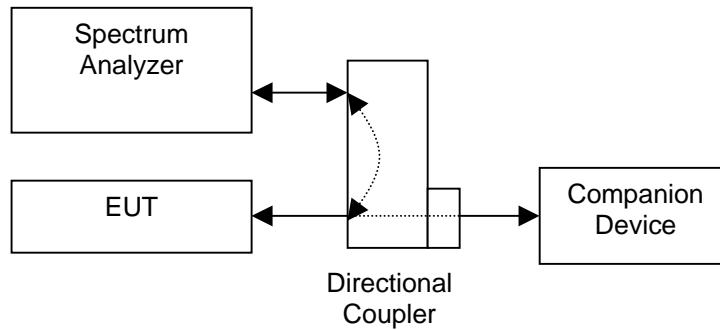 Spectrum
Analyzer
EUT
Companion
Device
Directional
Coupler